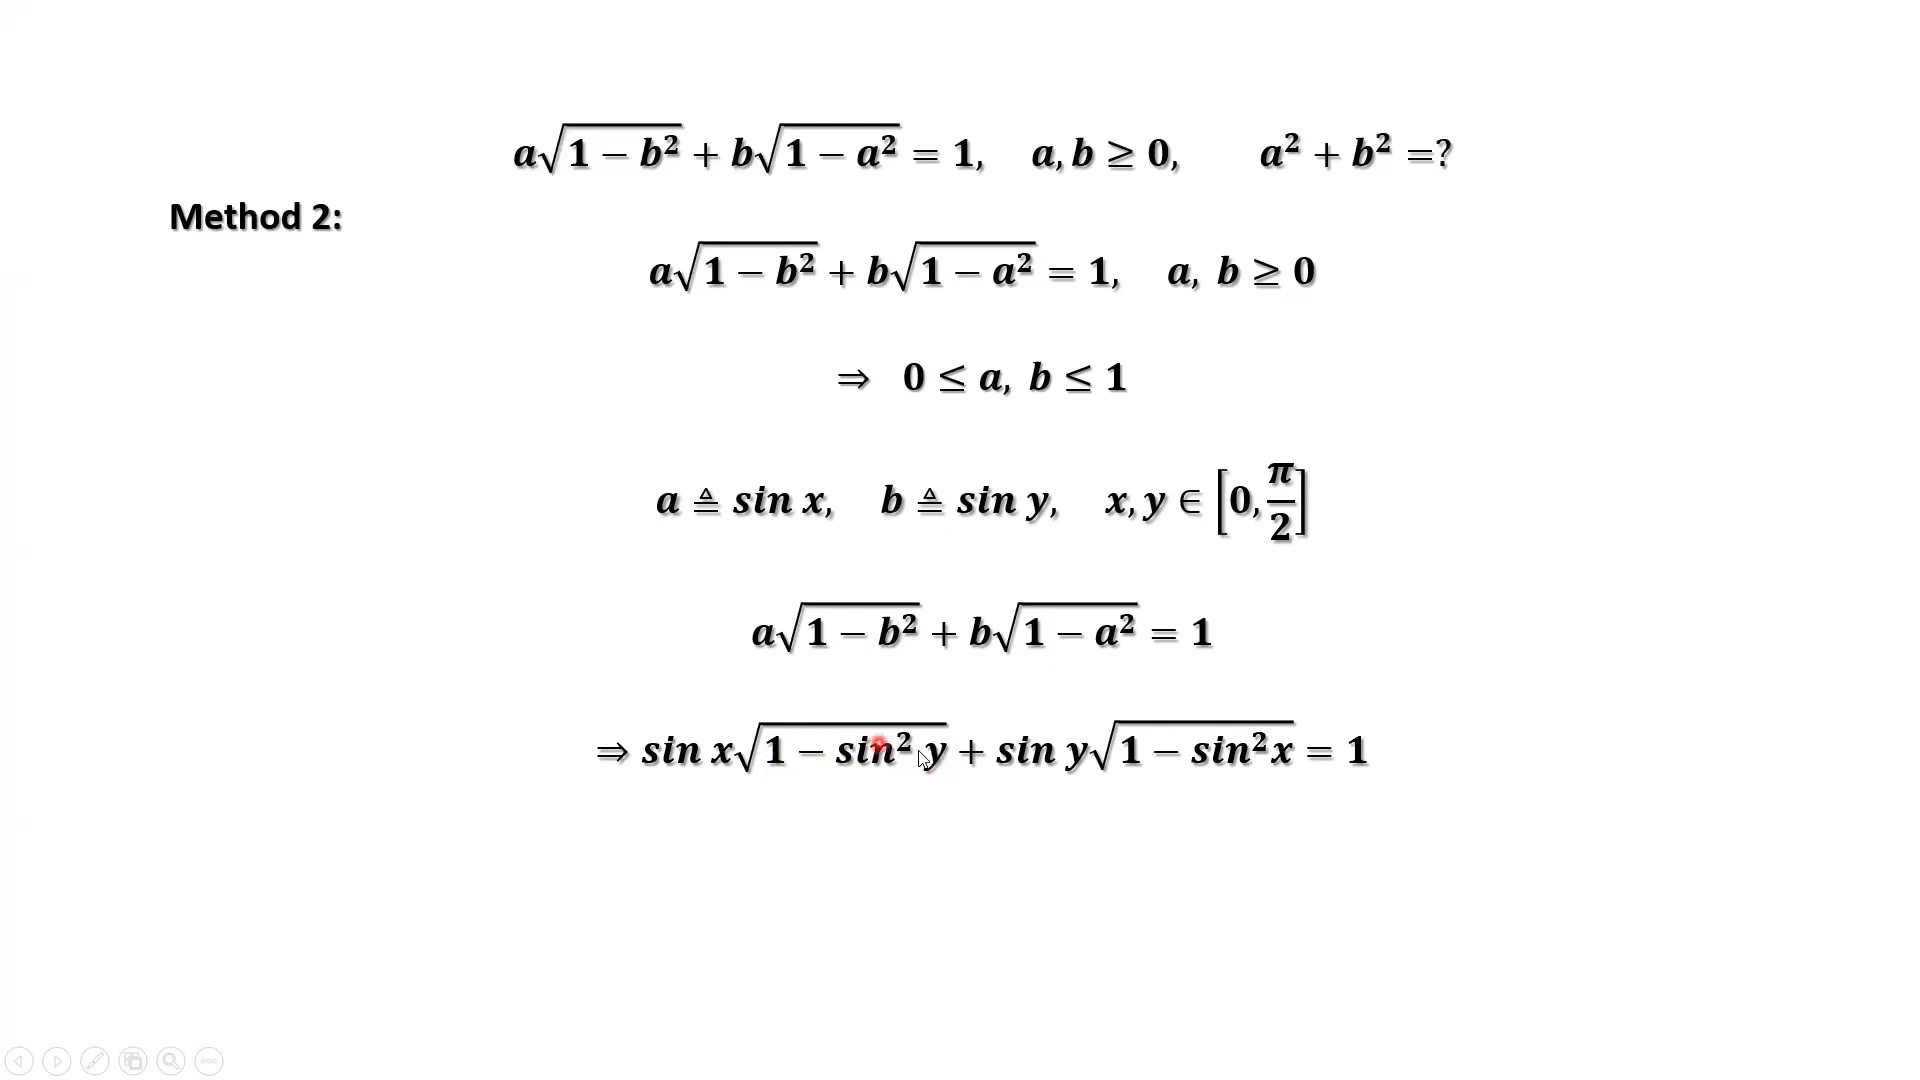 a√(1 − b²) + b√(1 − a²) = 1, a, b ≥ 0, a² + b² =?
Method 2:
a√(1 − b²) + b√(1 − a²) = 1, a, b ≥ 0
⇒ 0 ≤ a, b ≤ 1
a ≜ sin x, b ≜ sin y, x, y ∈ [0, π/2]
a√(1 − b²) + b√(1 − a²) = 1
⇒ sin x√(1 − sin² y) + sin y√(1 − sin²x) = 1